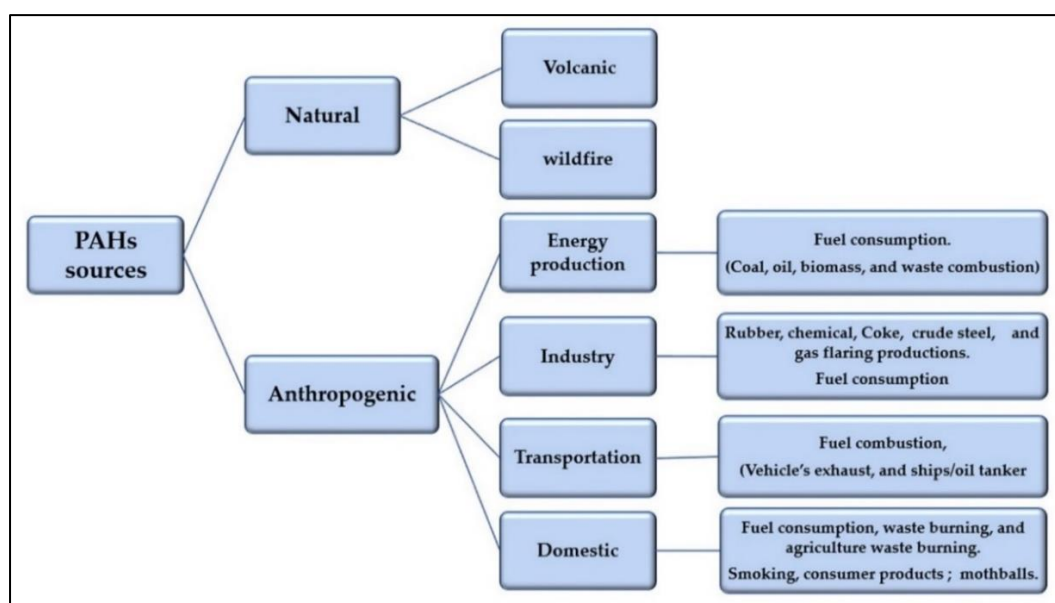 PAHs
sources
Natural
Volcanic
wildfire
Anthropogenic
Energy
production
Fuel consumption.
(Coal, oil, biomass, and waste combustion)
Industry
Rubber, chemical, Coke, crude steel, and
gas flaring productions.
Fuel consumption
Transportation
Fuel combustion,
(Vehicle's exhaust, and ships/oil tanker
Domestic
Fuel consumption, waste burning, and
agriculture waste burning.
Smoking, consumer products ; mothballs.